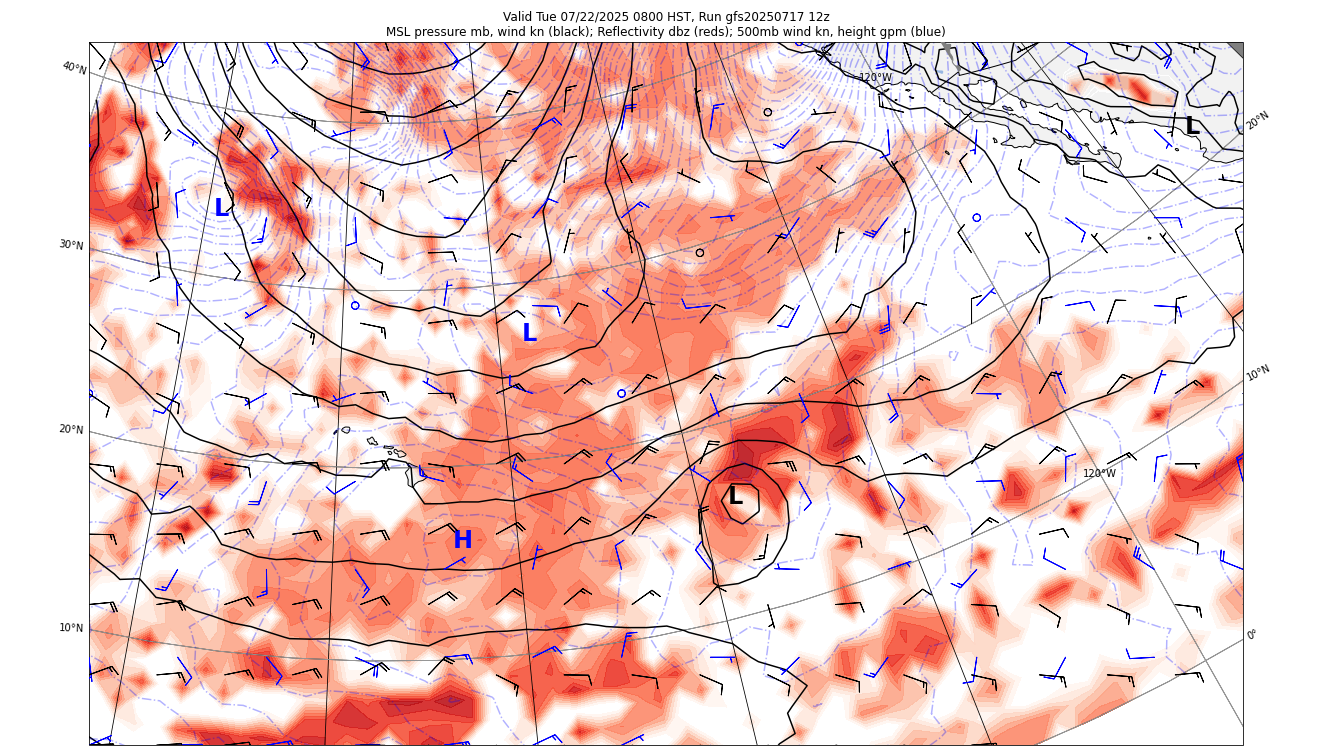 Valid Tue 07/22/2025 0800 HST, Run gfs20250717 12z
MSL pressure mb, wind kn (black); Reflectivity dbz (reds); 500mb wind kn, height gpm (blue)
40°N
120°W
20°N
L
L
30°N
L
10°N
20°N
120°W
L
H
10°N
0°